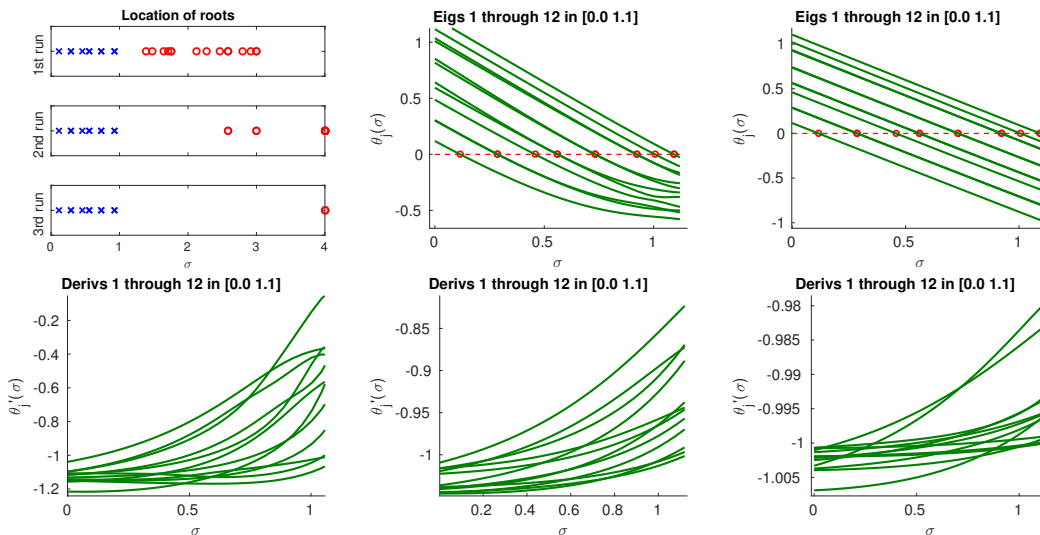 Location of roots
1st run
2nd run
3rd run
0 1 2 3 4
σ
Eigs 1 through 12 in [0.0 1.1]
1
0.5
0
-0.5
θj(σ)
0 0.5 1
σ
Eigs 1 through 12 in [0.0 1.1]
1
0.5
0
-0.5
-1
θj(σ)
0 0.5 1
σ
Derivs 1 through 12 in [0.0 1.1]
-0.2
-0.4
-0.6
-0.8
-1
-1.2
θj'(σ)
0 0.5 1
σ
Derivs 1 through 12 in [0.0 1.1]
-0.85
-0.9
-0.95
-1
θj'(σ)
0.2 0.4 0.6 0.8 1
σ
Derivs 1 through 12 in [0.0 1.1]
-0.98
-0.985
-0.99
-0.995
-1
-1.005
θj'(σ)
0 0.5 1
σ